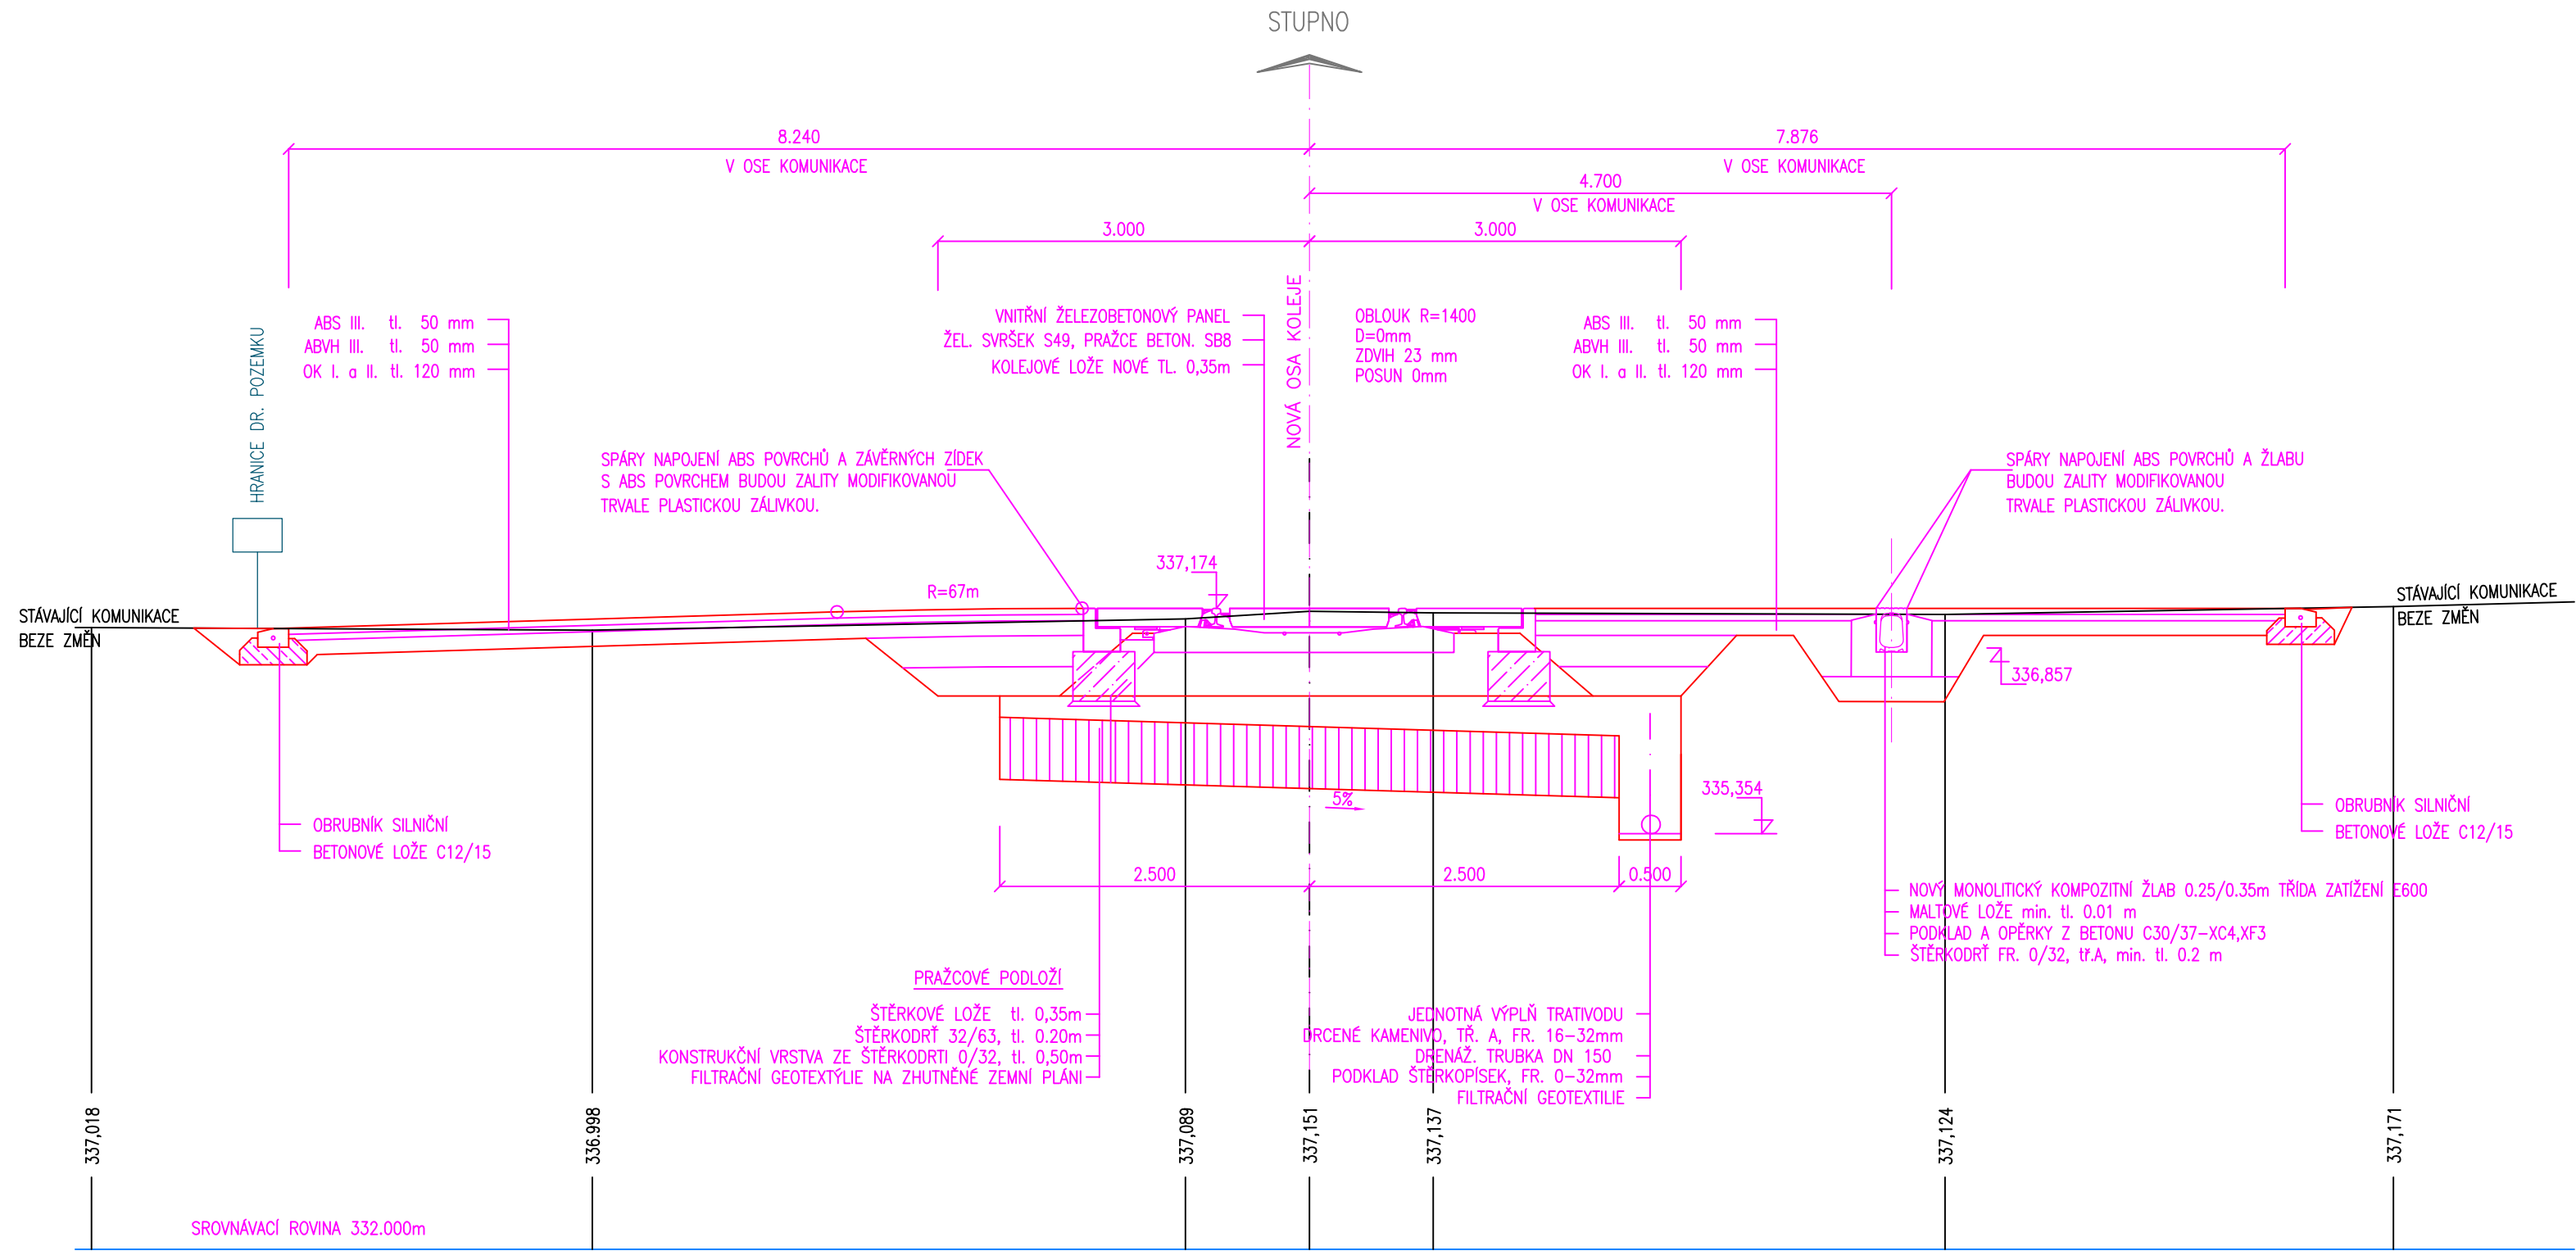 STUPNO
8.240
V OSE KOMUNIKACE
7.876
V OSE KOMUNIKACE
4.700
V OSE KOMUNIKACE
3.000
3.000
HRANICE DR. POZEMKU
ABS III. tl. 50 mm
ABVH III. tl. 50 mm
OK I. a II. tl. 120 mm
VNITŘNÍ ŽELEZOBETONOVÝ PANEL
ŽEL. SVRŠEK S49, PRAŽCE BETON. SB8
KOLEJOVÉ LOŽE NOVÉ TL. 0,35m
NOVÁ OSA KOLEJE
OBLOUK R=1400
D=0mm
ZDVIH 23 mm
POSUN 0mm
ABS III. tl. 50 mm
ABVH III. tl. 50 mm
OK I. a II. tl. 120 mm
SPÁRY NAPOJENÍ ABS POVRCHŮ A ZÁVĚRNÝCH ZÍDEK
S ABS POVRCHEM BUDOU ZALITY MODIFIKOVANOU
TRVALE PLASTICKOU ZÁLIVKOU.
SPÁRY NAPOJENÍ ABS POVRCHŮ A ŽLABU
BUDOU ZALITY MODIFIKOVANOU
TRVALE PLASTICKOU ZÁLIVKOU.
337,174
R=67m
STÁVAJÍCÍ KOMUNIKACE
BEZE ZMĚN
STÁVAJÍCÍ KOMUNIKACE
BEZE ZMĚN
336,857
335,354
5%
OBRUBNÍK SILNIČNÍ
BETONOVÉ LOŽE C12/15
OBRUBNÍK SILNIČNÍ
BETONOVÉ LOŽE C12/15
2.500
2.500
0.500
NOVÝ MONOLITICKÝ KOMPOZITNÍ ŽLAB 0.25/0.35m TŘÍDA ZATÍŽENÍ E600
MALTOVÉ LOŽE min. tl. 0.01 m
PODKLAD A OPĚRKY Z BETONU C30/37-XC4,XF3
ŠTĚRKODRŤ FR. 0/32, tř.A, min. tl. 0.2 m
PRAŽCOVÉ PODLOŽÍ
ŠTĚRKOVÉ LOŽE tl. 0,35m
ŠTĚRKODRŤ 32/63, tl. 0.20m
KONSTRUKČNÍ VRSTVA ZE ŠTĚRKODRTI 0/32, tl. 0,50m
FILTRAČNÍ GEOTEXTÝLIE NA ZHUTNĚNÉ ZEMNÍ PLÁNI
JEDNOTNÁ VÝPLŇ TRATIVODU
DRCENÉ KAMENIVO, TŘ. A, FR. 16-32mm
DRENÁŽ. TRUBKA DN 150
PODKLAD ŠTĚRKOPÍSEK, FR. 0-32mm
FILTRAČNÍ GEOTEXTILIE
337,018
336.998
337,089
337,151
337,137
337,124
337,171
SROVNÁVACÍ ROVINA 332.000m